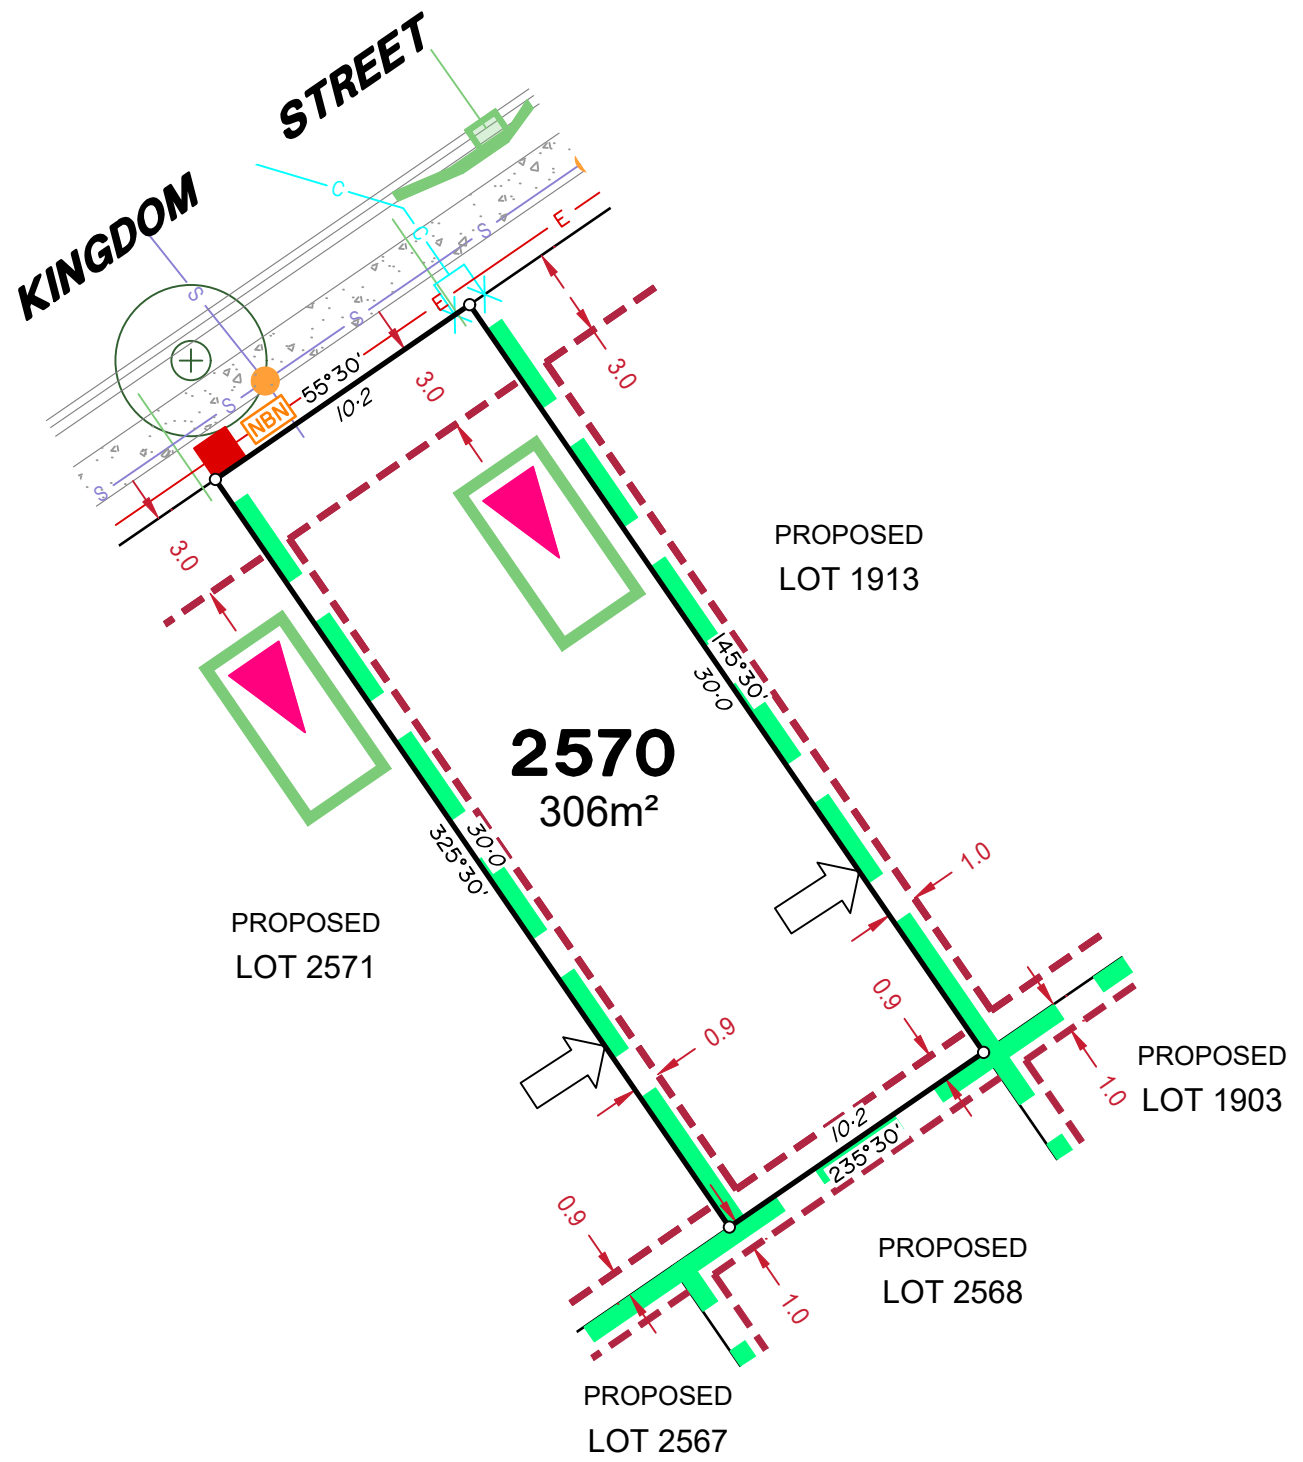 KINGDOM STREET
C
C
S
S
S
S
S
E
E
NBN
55°30'
10·2
3.0
3.0
3.0
PROPOSED
LOT 1913
145°30'
30·0
2570
306m²
30·0
325°30'
PROPOSED
LOT 2571
1.0
0.9
0.9
PROPOSED
LOT 1903
1.0
10·2
235°30'
0.9
PROPOSED
LOT 2568
1.0
PROPOSED
LOT 2567